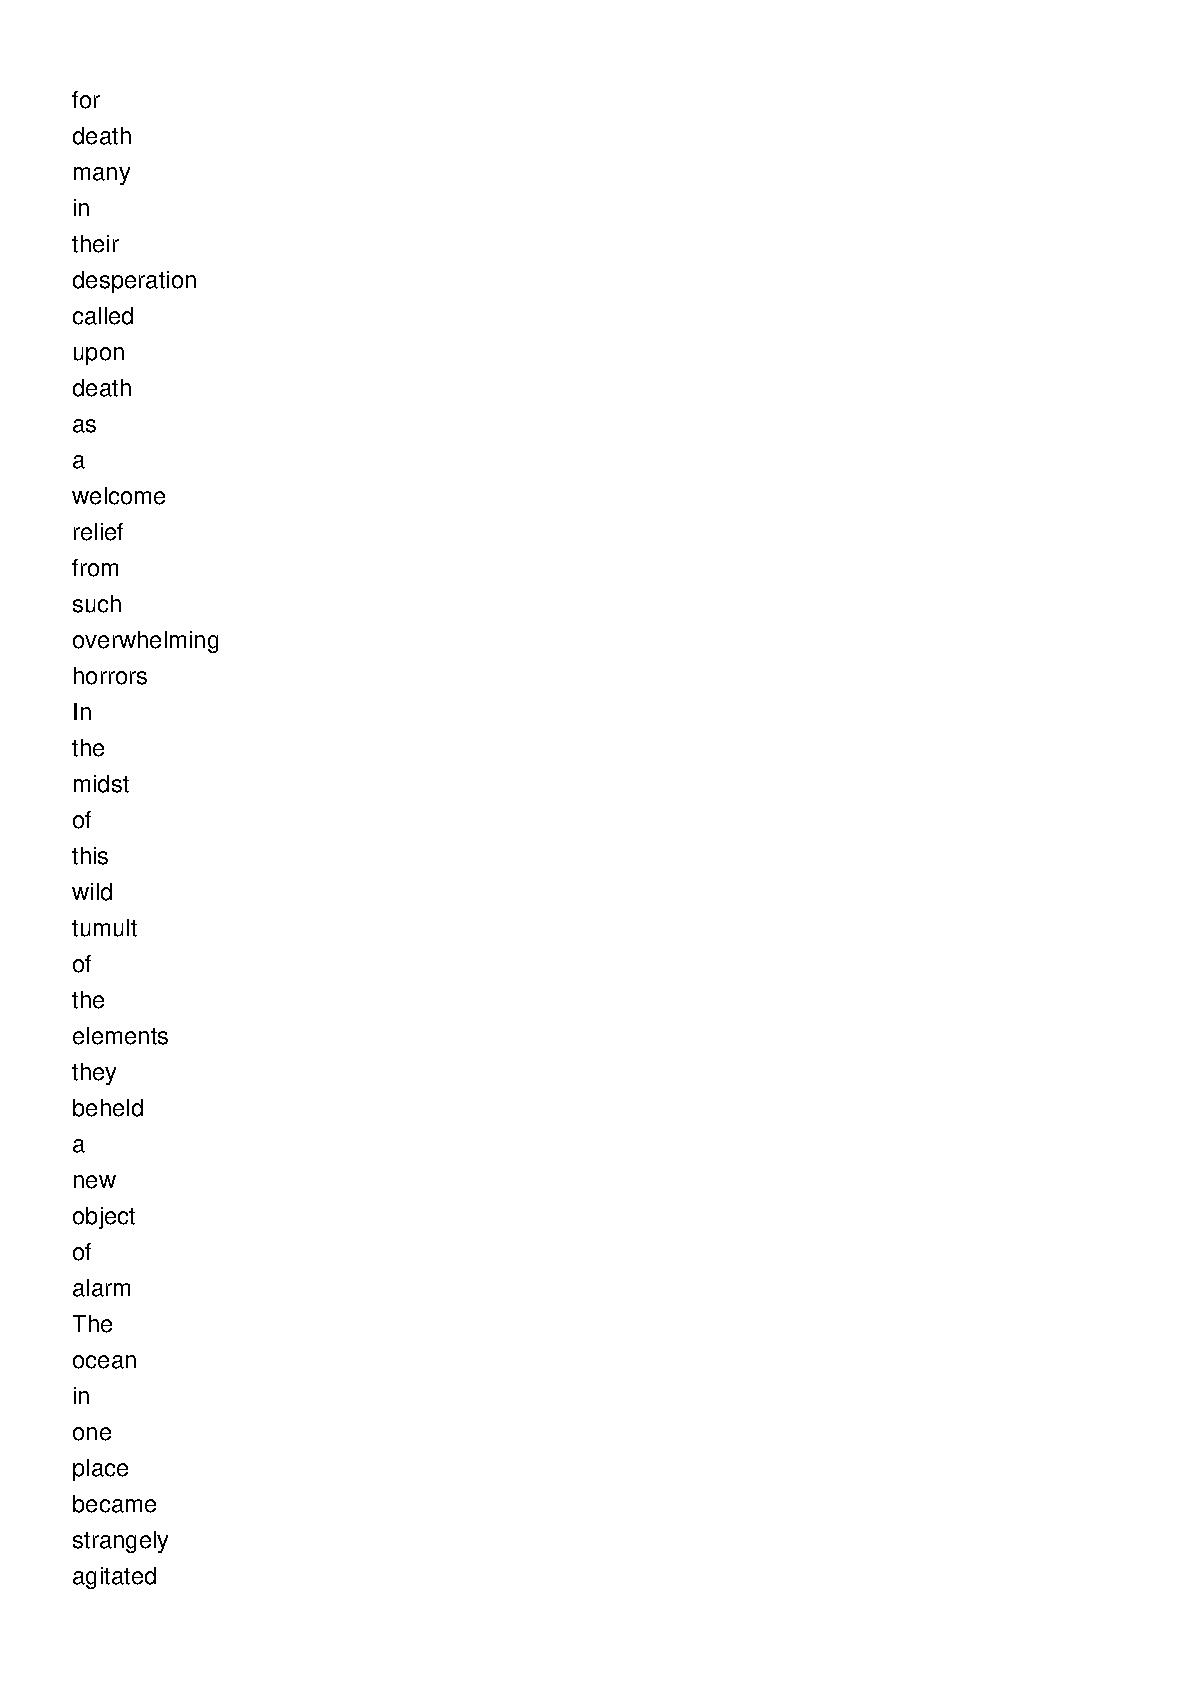 for
death
many
in
their
desperation
called
upon
death
as
a
welcome
relief
from
such
overwhelming
horrors
In
the
midst
of
this
wild
tumult
of
the
elements
they
beheld
a
new
object
of
alarm
The
ocean
in
one
place
became
strangely
agitated